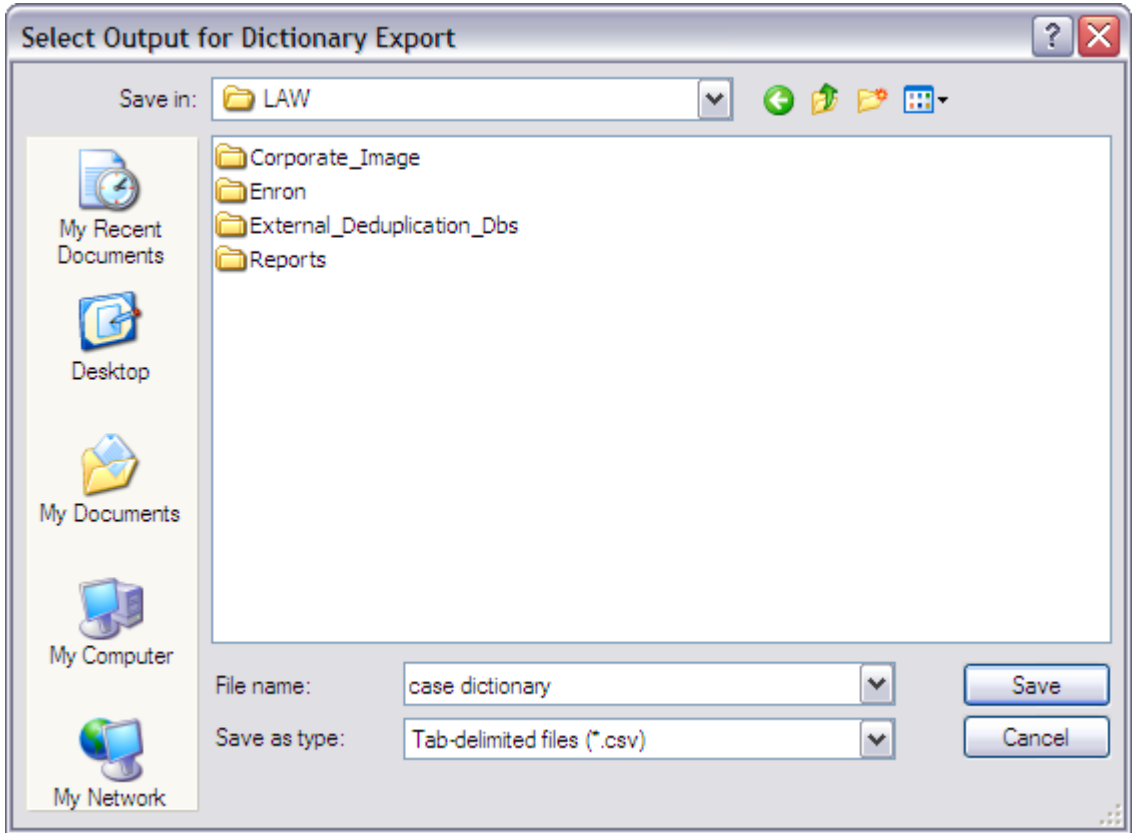 Select Output for Dictionary Export
Save in: LAW
Corporate_Image
Enron
External_Deduplication_Dbs
Reports
My Recent
Documents
Desktop
My Documents
My Computer
My Network
File name: case dictionary Save
Save as type: Tab-delimited files (*.csv) Cancel